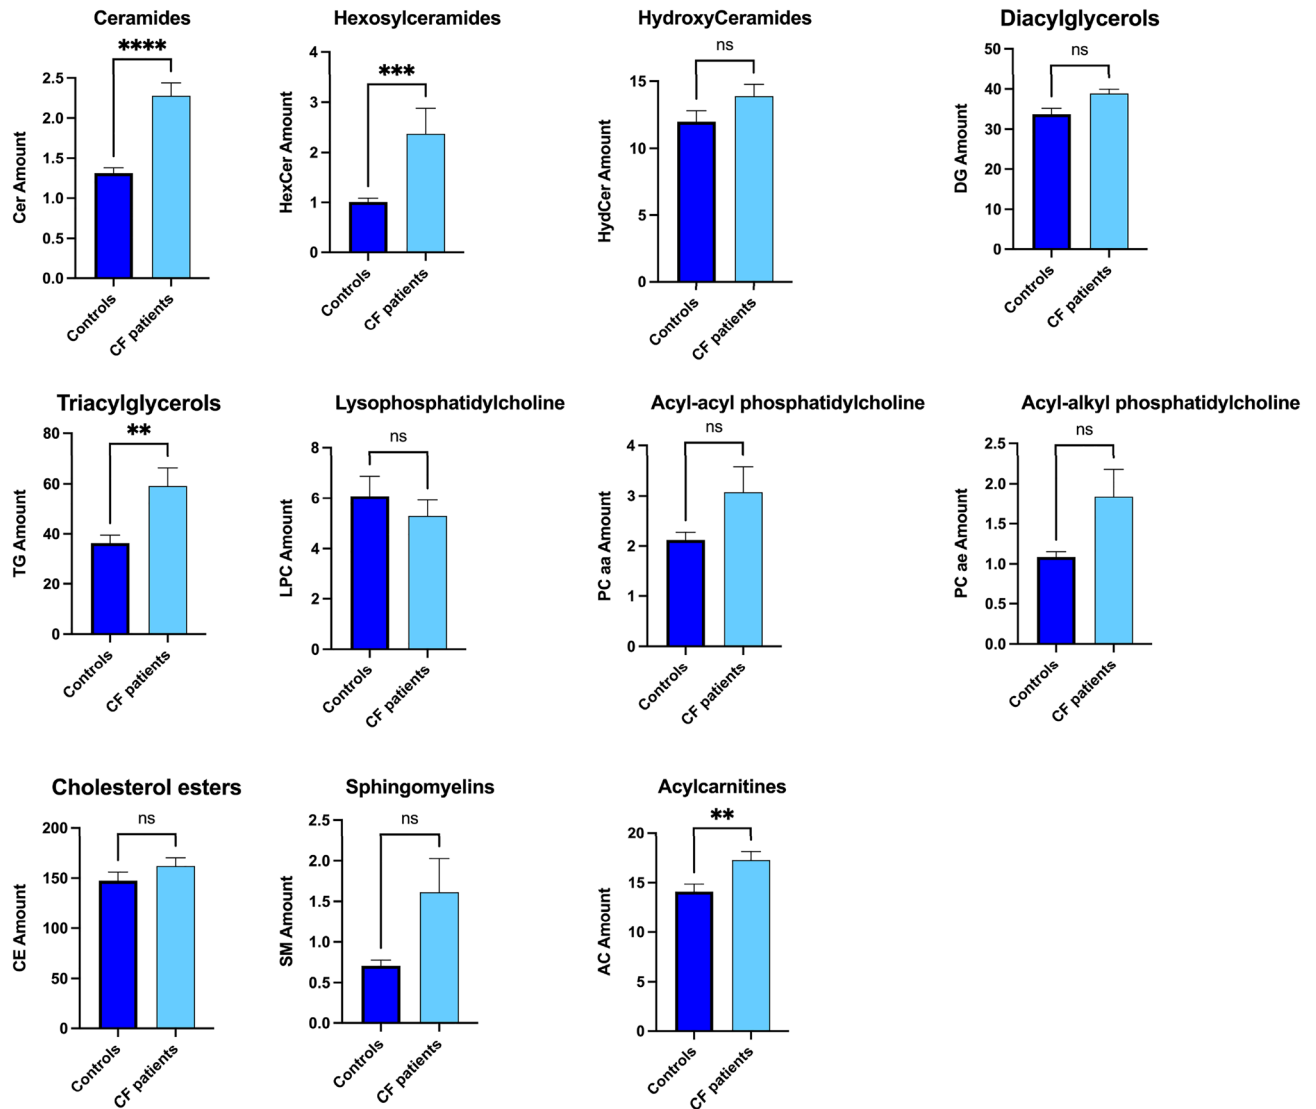 Ceramides
****
Cer Amount
2.5
2.0
1.5
1.0
0.5
0.0
Controls
CF patients
Hexosylceramides
***
HexCer Amount
4
3
2
1
0
Controls
CF patients
HydroxyCeramides
ns
HydCer Amount
15
10
5
0
Controls
CF patients
Diacylglycerols
ns
DG Amount
50
40
30
20
10
0
Controls
CF patients
Triacylglycerols
**
TG Amount
80
60
40
20
0
Controls
CF patients
Lysophosphatidylcholine
ns
LPC Amount
8
6
4
2
0
Controls
CF patients
Acyl-acyl phosphatidylcholine
ns
PC aa Amount
4
3
2
1
0
Controls
CF patients
Acyl-alkyl phosphatidylcholine
ns
PC ae Amount
2.5
2.0
1.5
1.0
0.5
0.0
Controls
CF patients
Cholesterol esters
ns
CE Amount
200
150
100
50
0
Controls
CF patients
Sphingomyelins
ns
SM Amount
2.5
2.0
1.5
1.0
0.5
0.0
Controls
CF patients
Acylcarnitines
**
AC Amount
20
15
10
5
0
Controls
CF patients